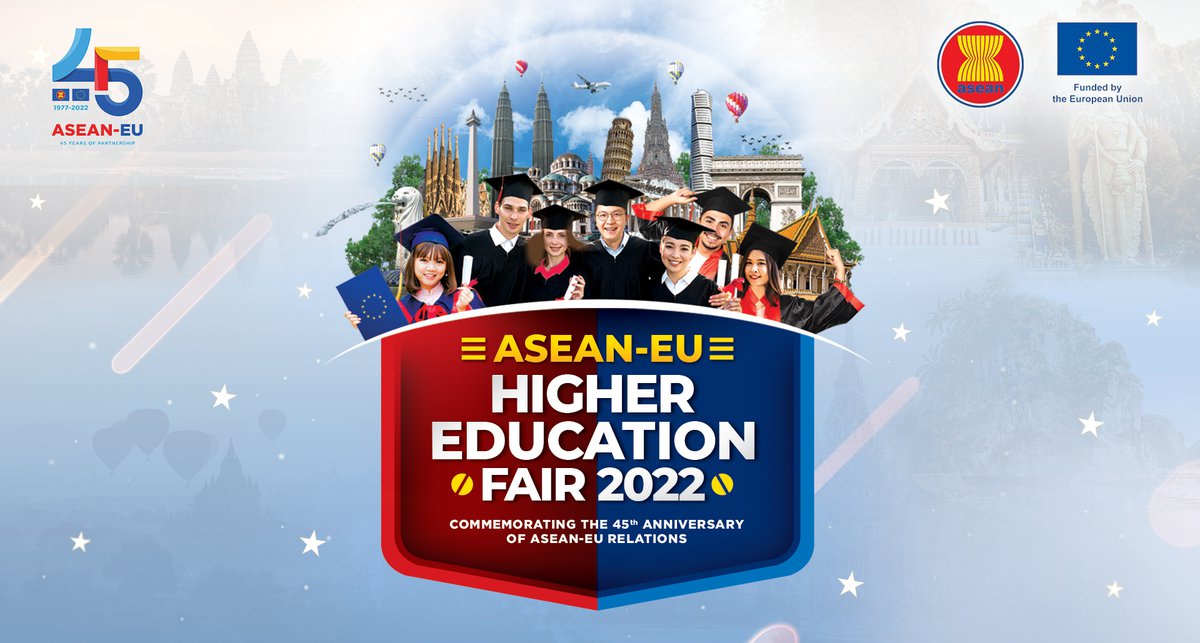 45
1977-2022
ASEAN-EU
45 YEARS OF PARTNERSHIP
asean
Funded by
the European Union
ASEAN-EU
HIGHER
EDUCATION
FAIR 2022
COMMEMORATING THE 45th ANNIVERSARY
OF ASEAN-EU RELATIONS